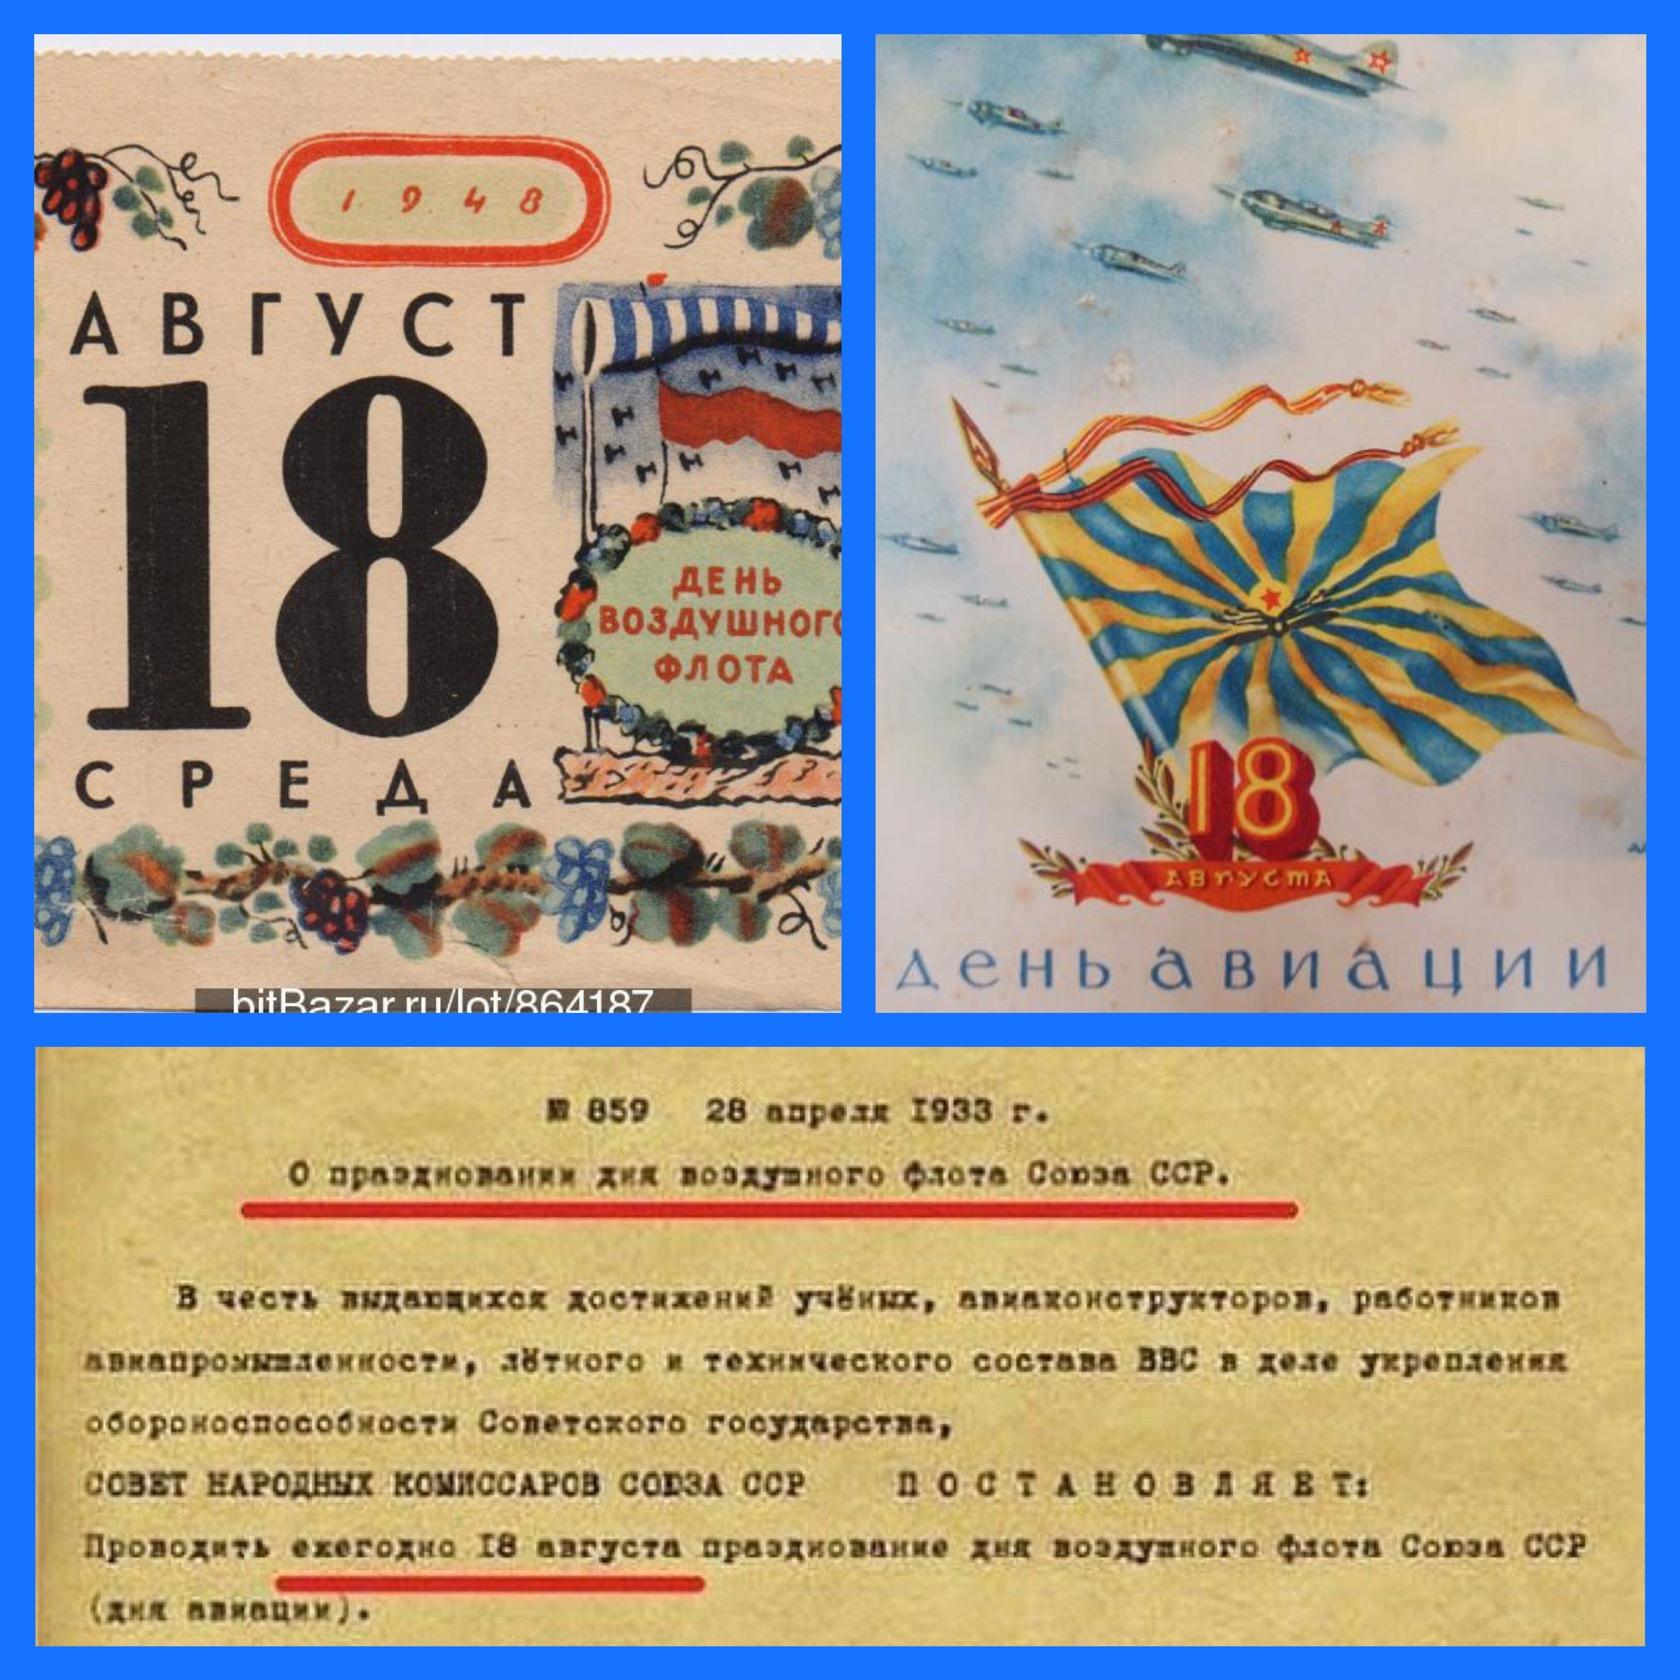 1948
АВГУСТ
18
СРЕДА
ДЕНЬ
ВОЗДУШНОГО
ФЛОТА
bitBazar.ru/lot/864187
18
АВГУСТА
День авиации
№ 859 28 апреля 1933 г.
О праздновании дня воздушного флота Союза ССР.
В честь выдающихся достижений учёных, авиаконструкторов, работников
авиапромышленности, лётного и технического состава ВВС в деле укрепления
обороноспособности Советского государства,
СОВЕТ НАРОДНЫХ КОМИССАРОВ СОЮЗА ССР ПОСТАНОВЛЯЕТ:
Проводить ежегодно 18 августа празднование дня воздушного флота Союза ССР
(дня авиации).